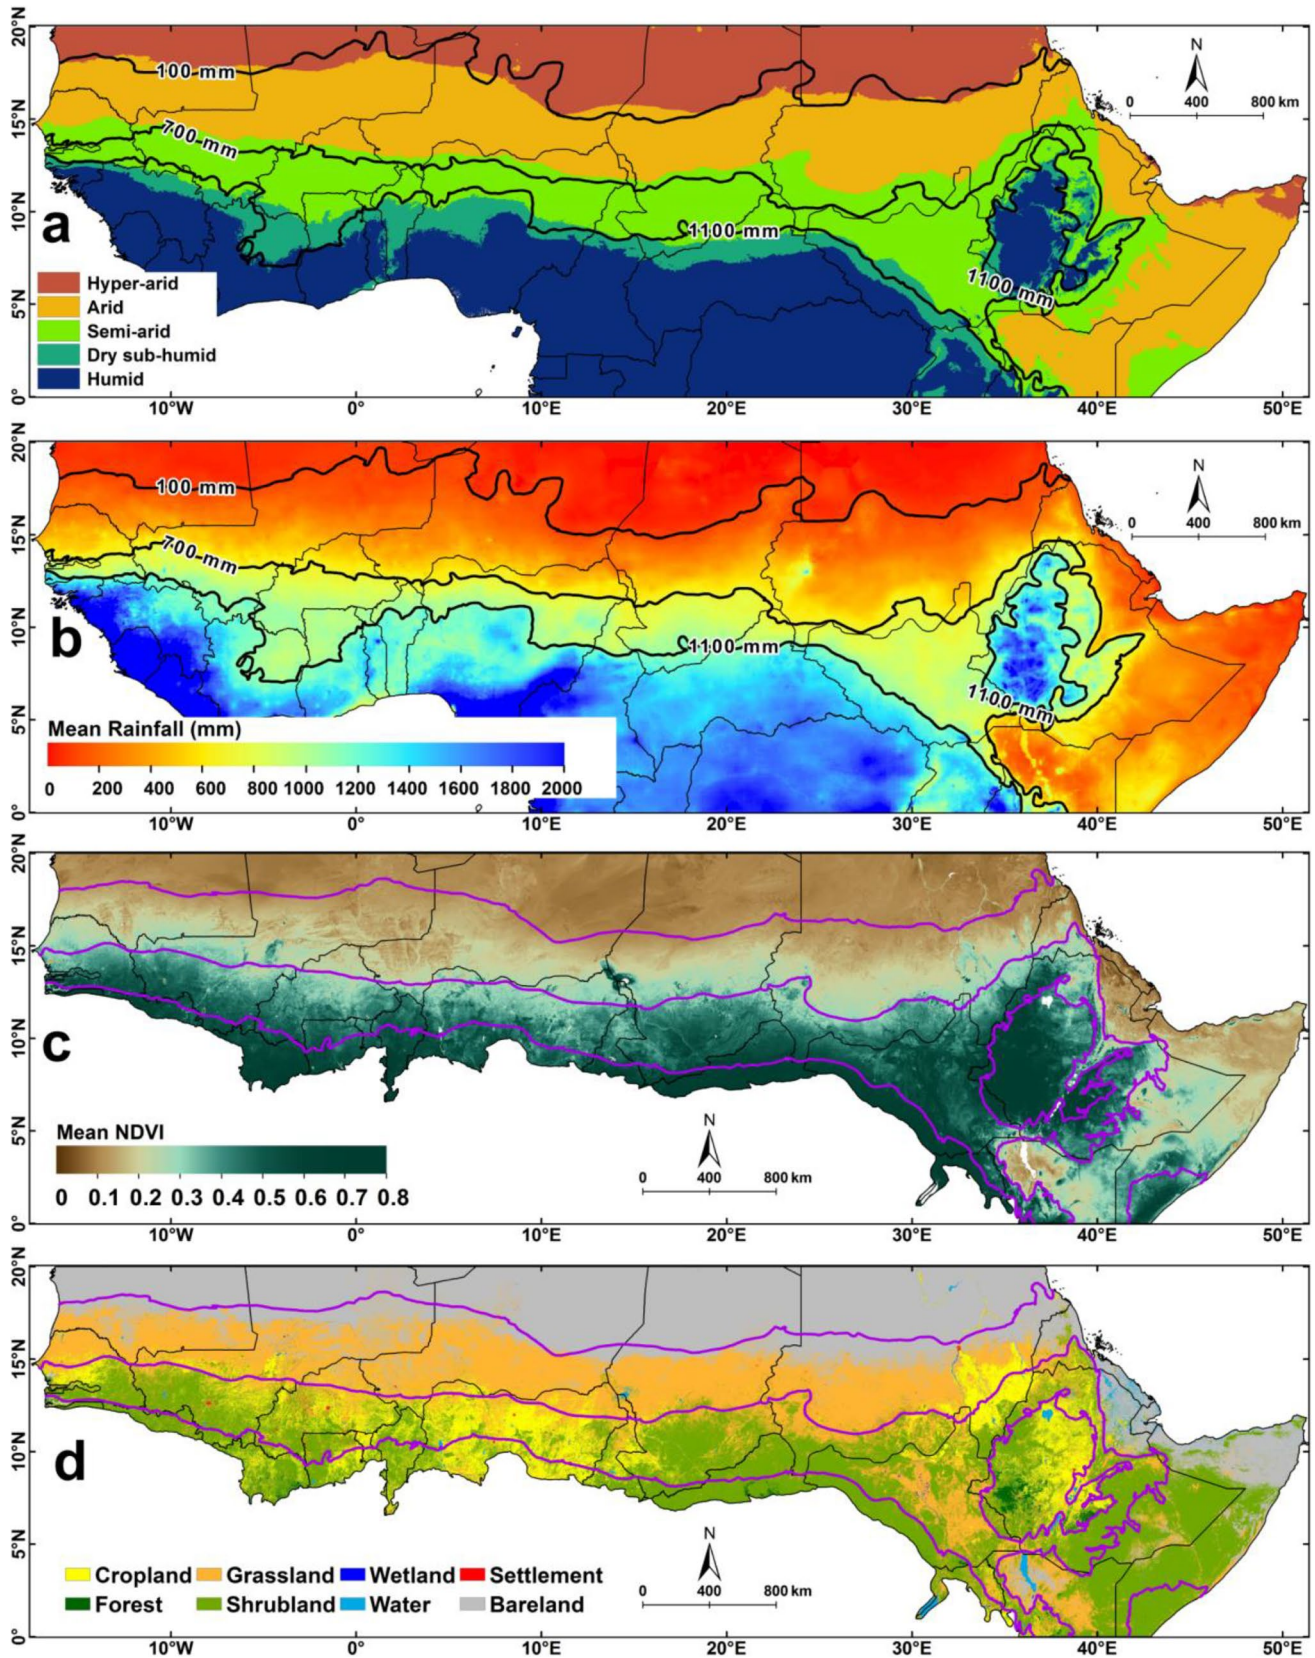 20°N
100 mm
N
0 400 800 km
15°N
700 mm
10°N
a
1100 mm
1100 mm
Hyper-arid
Arid
Semi-arid
Dry sub-humid
Humid
5°N
0°
10°W 0° 10°E 20°E 30°E 40°E 50°E
20°N
100 mm
N
0 400 800 km
15°N
700 mm
10°N
b
1100 mm
1100 mm
5°N
Mean Rainfall (mm)
0 200 400 600 800 1000 1200 1400 1600 1800 2000
0°
10°W 0° 10°E 20°E 30°E 40°E 50°E
20°N
15°N
10°N
c
5°N
Mean NDVI
0 0.1 0.2 0.3 0.4 0.5 0.6 0.7 0.8
N
0 400 800 km
0°
10°W 0° 10°E 20°E 30°E 40°E 50°E
20°N
15°N
10°N
d
5°N
N
0 400 800 km
Cropland Grassland Wetland Settlement
Forest Shrubland Water Bareland
0°
10°W 0° 10°E 20°E 30°E 40°E 50°E